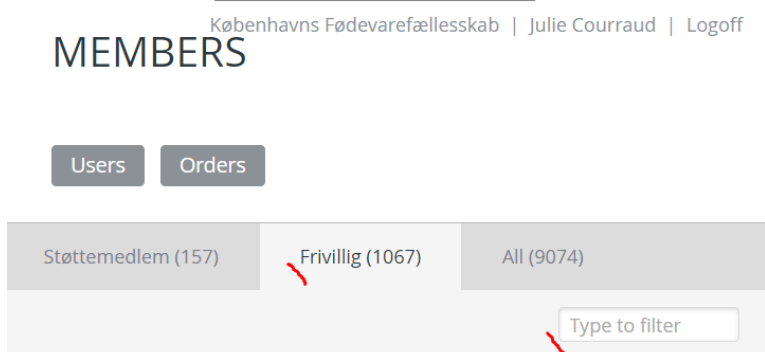 Københavns Fødevarefællesskab | Julie Courraud | Logoff
MEMBERS
Users Orders
Støttemedlem (157) Frivillig (1067) All (9074)
Type to filter